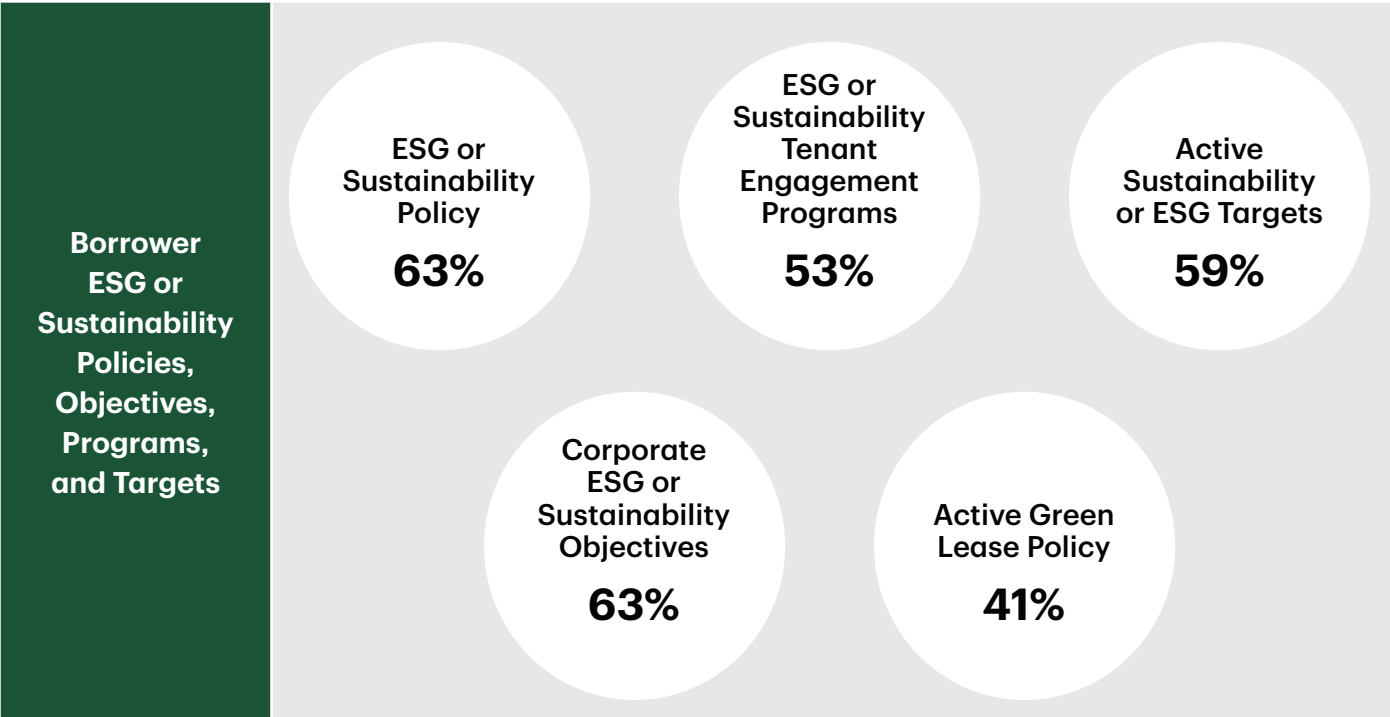 Borrower
ESG or
Sustainability
Policies,
Objectives,
Programs,
and Targets
ESG or
Sustainability
Policy
63%
ESG or
Sustainability
Tenant
Engagement
Programs
53%
Active
Sustainability
or ESG Targets
59%
Corporate
ESG or
Sustainability
Objectives
63%
Active Green
Lease Policy
41%